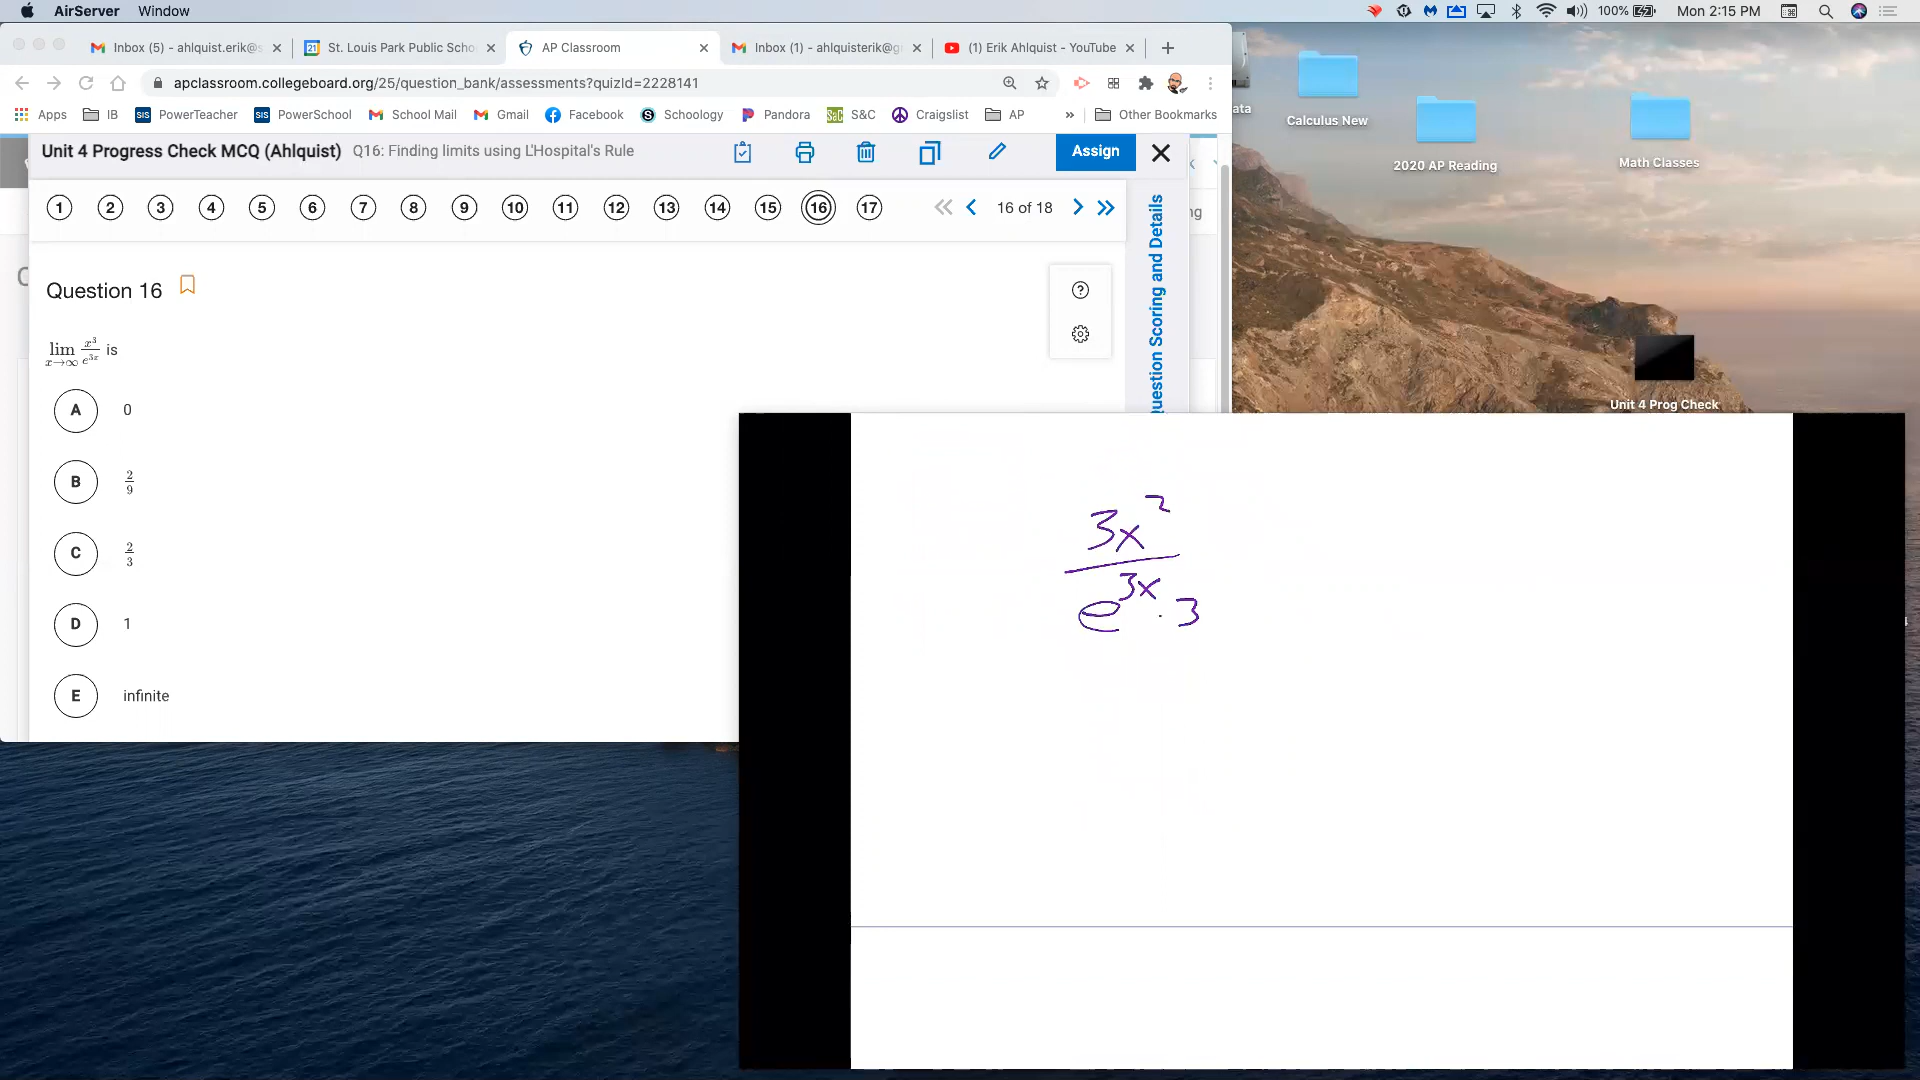 AirServer Window 100% Mon 2:15 PM
Inbox (5) - ahlquist.erik@s St. Louis Park Public Scho AP Classroom Inbox (1) - ahlquisterik@g (1) Erik Ahlquist - YouTube
apclassroom.collegeboard.org/25/question_bank/assessments?quizId=2228141
Apps IB SIS PowerTeacher SIS PowerSchool School Mail Gmail Facebook S Schoology Pandora S&C S&C Craigslist AP » Other Bookmarks
ata
Calculus New
2020 AP Reading
Math Classes
Unit 4 Prog Check
Unit 4 Progress Check MCQ (Ahlquist) Q16: Finding limits using L'Hospital's Rule Assign
1 2 3 4 5 6 7 8 9 10 11 12 13 14 15 16 17 16 of 18
ng
Question Scoring and Details
Question 16
lim x→∞ x³/e³ˣ is
A 0
B 2/9
C 2/3
D 1
E infinite
3x²
e³ˣ · 3